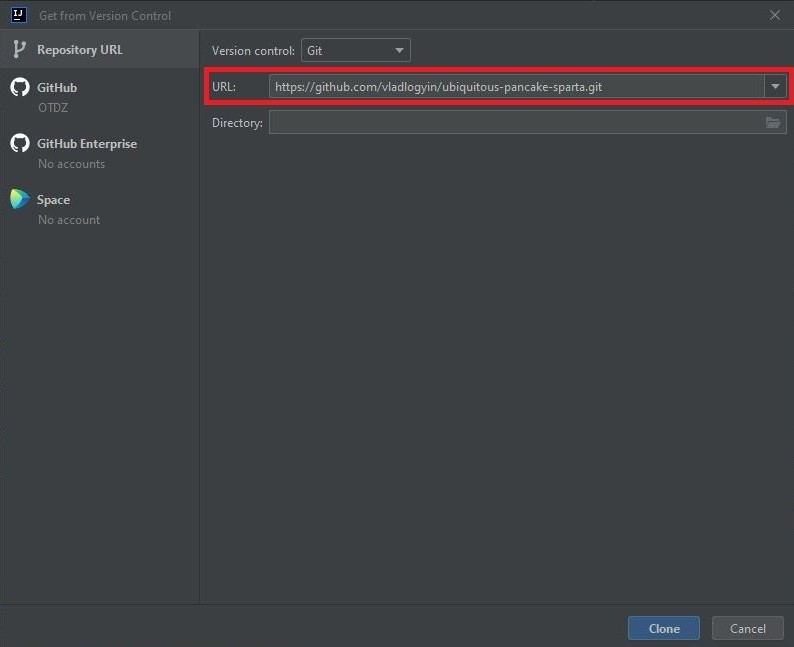 IJ
Get from Version Control
Repository URL
GitHub
OTDZ
GitHub Enterprise
No accounts
Space
No account
Version control: Git
URL: https://github.com/vladlogyin/ubiquitous-pancake-sparta.git
Directory:
Clone Cancel